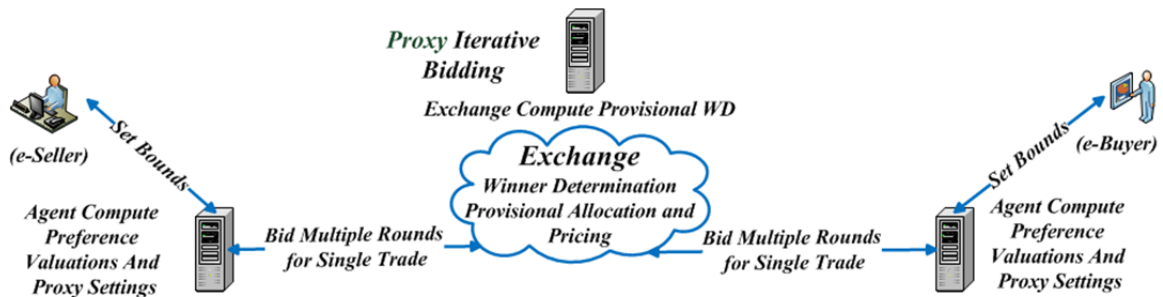 Proxy Iterative
Bidding
Exchange Compute Provisional WD
(e-Seller)
Set Bounds
Agent Compute
Preference
Valuations And
Proxy Settings
Bid Multiple Rounds
for Single Trade
Exchange
Winner Determination
Provisional Allocation and
Pricing
Bid Multiple Rounds
for Single Trade
(e-Buyer)
Set Bounds
Agent Compute
Preference
Valuations And
Proxy Settings